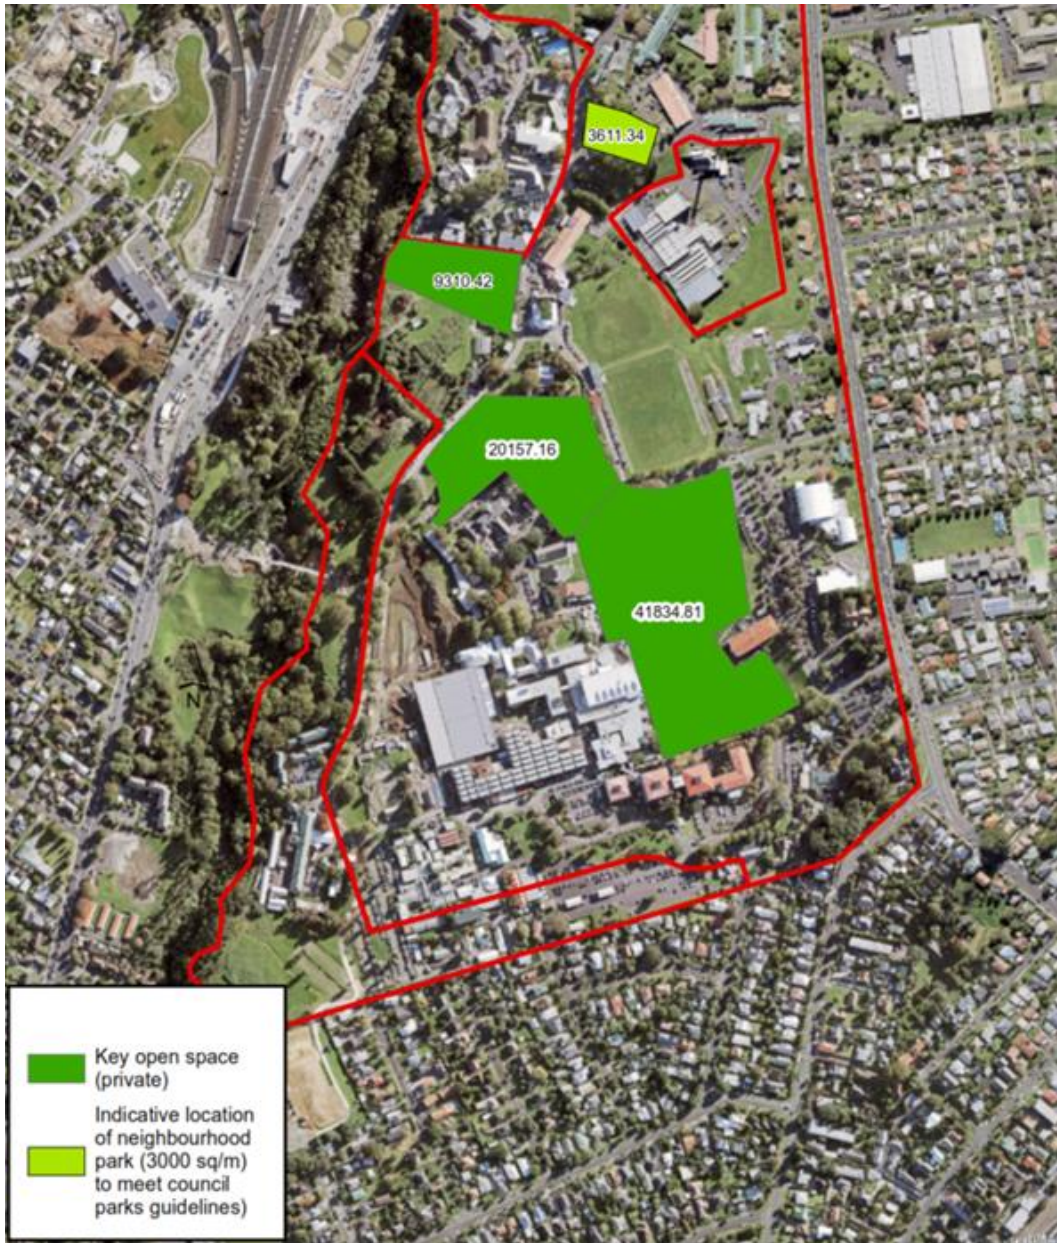 3611.34
9310.42
20157.16
41834.81
N
Key open space
(private)
Indicative location
of neighbourhood
park (3000 sq/m)
to meet council
parks guidelines)